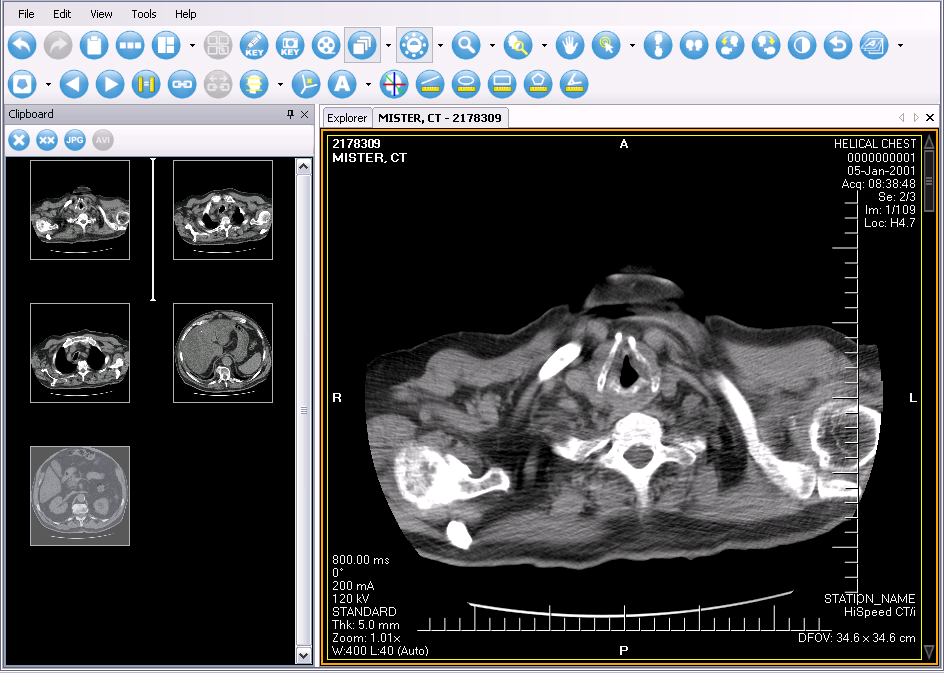 File Edit View Tools Help
KEY
KEY
A
Clipboard
Explorer
MISTER, CT - 2178309
JPG
AVI
2178309
MISTER, CT
A
HELICAL CHEST
0000000001
05-Jan-2001
Acq: 08:38:48
Se: 2/3
Im: 1/109
Loc: H4.7
R
L
800.00 ms
0°
200 mA
120 kV
STANDARD
Thk: 5.0 mm
Zoom: 1.01x
W:400 L:40 (Auto)
P
STATION_NAME
HiSpeed CT/i
DFOV: 34.6 x 34.6 cm